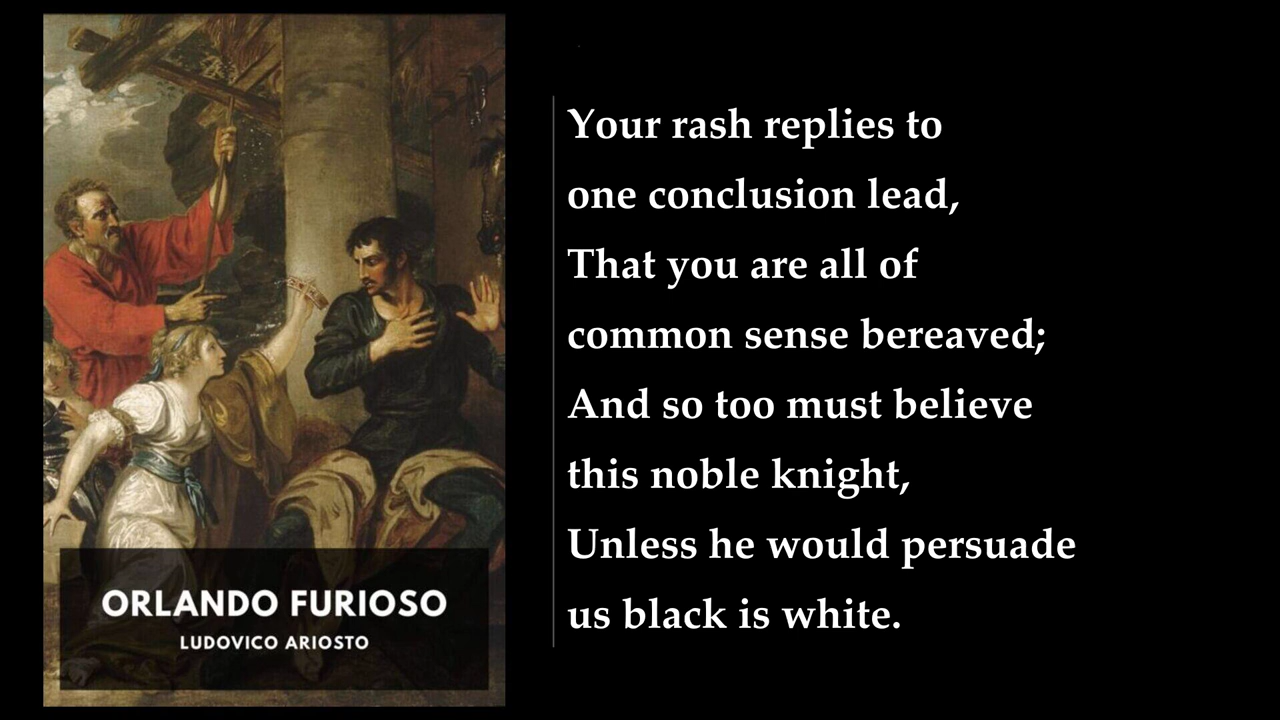 ORLANDO FURIOSO
LUDOVICO ARIOSTO
Your rash replies to
one conclusion lead,
That you are all of
common sense bereaved;
And so too must believe
this noble knight,
Unless he would persuade
us black is white.